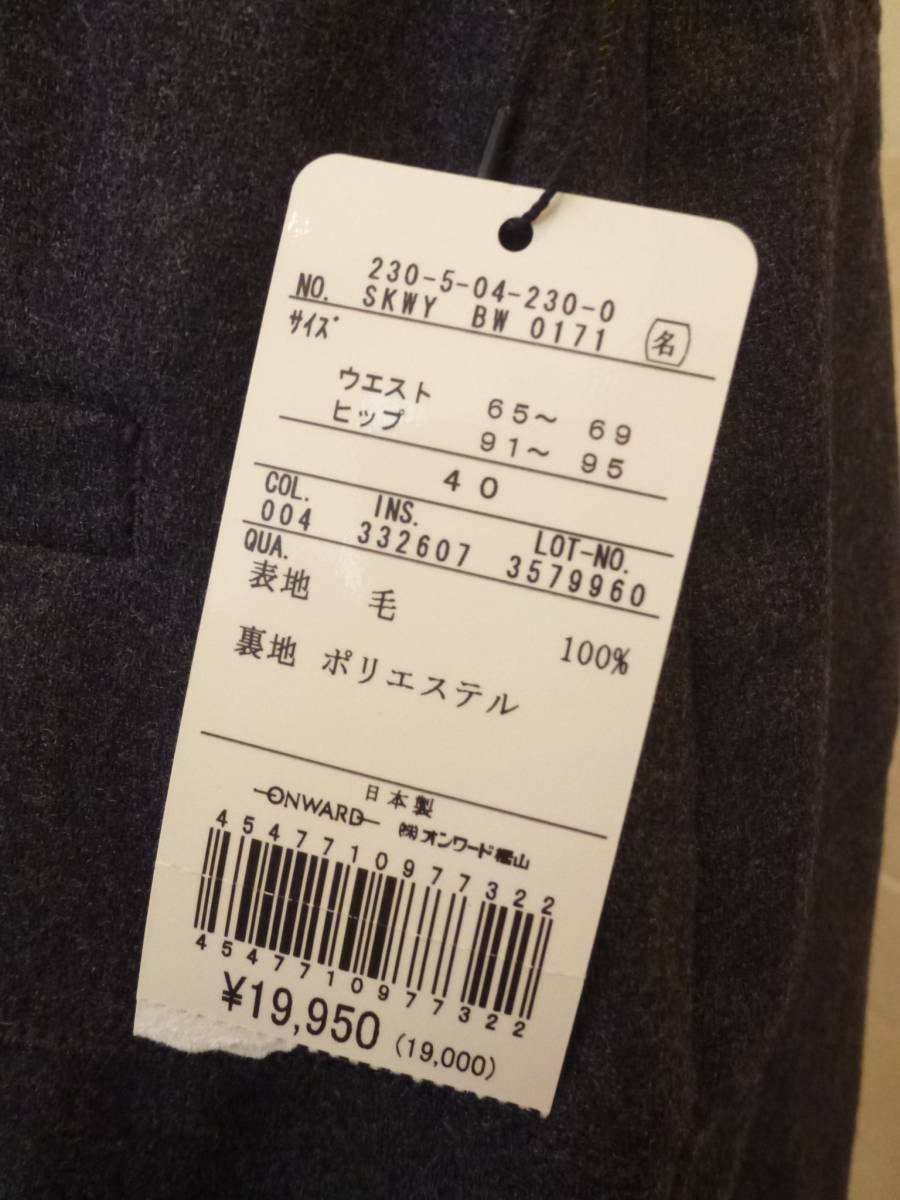 230-5-04-230-0
NO. SKWY BW 0171 名
サイズ
ウエスト 65～ 69
ヒップ 91～ 95
40
COL. INS. LOT-NO.
004 332607 3579960
QUA.
表地 毛 100%
裏地 ポリエステル
日本製
ONWARD ㈱オンワード樫山
4547710977322
4547710977322
¥19,950 (19,000)